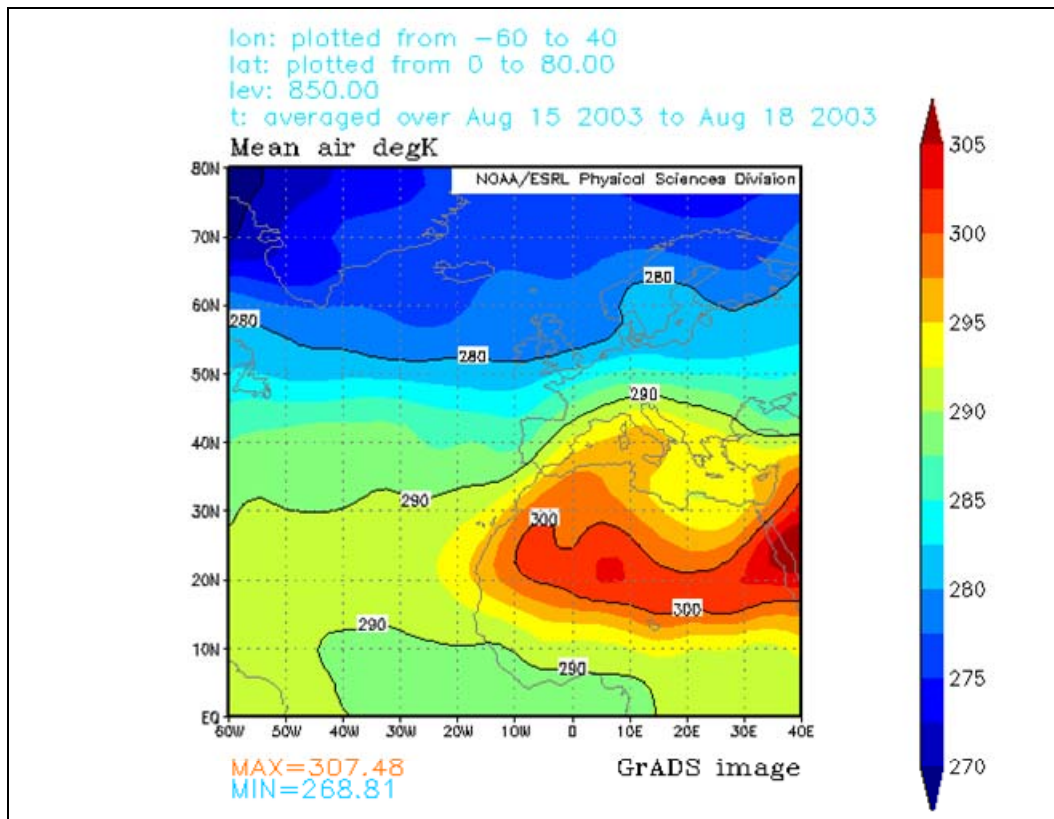 lon: plotted from -60 to 40
lat: plotted from 0 to 80.00
lev: 850.00
t: averaged over Aug 15 2003 to Aug 18 2003
Mean air degK
NOAA/ESRL Physical Sciences Division
80N
70N
60N
50N
40N
30N
20N
10N
EQ
280
280
280
290
290
300
300
290
290
60W
50W
40W
30W
20W
10W
0
10E
20E
30E
40E
305
300
295
290
285
280
275
270
MAX=307.48
GrADS image
MIN=268.81